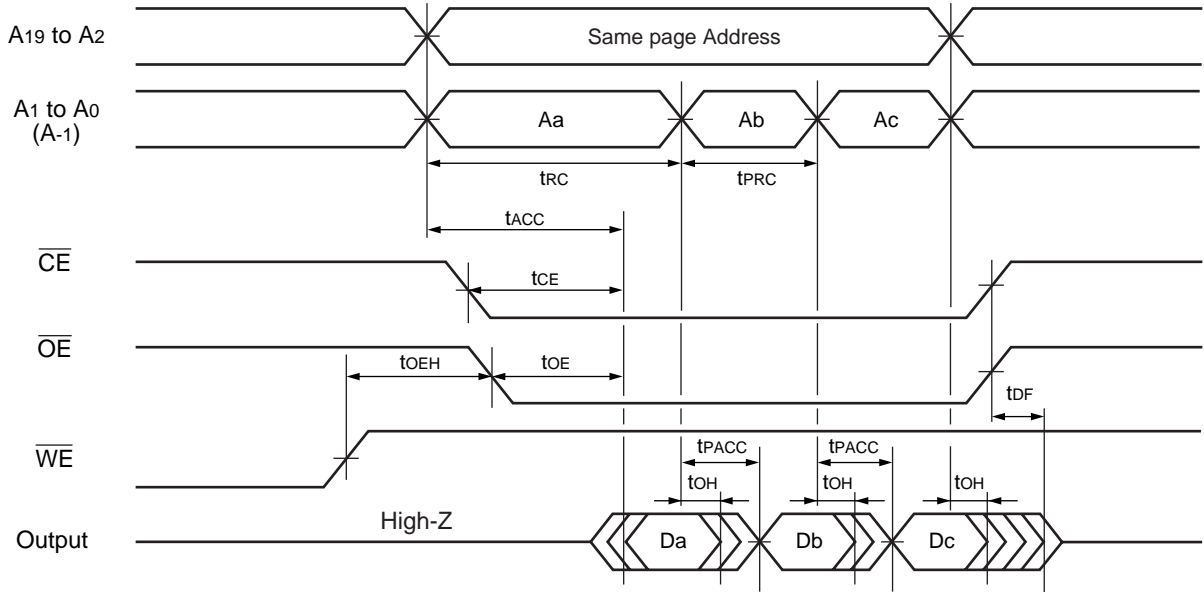 A19 to A2
Same page Address
A1 to A0
(A-1)
Aa
Ab
Ac
tRC
tPRC
tACC
CE
tCE
OE
tOEH
tOE
tDF
WE
tPACC
tPACC
tOH
tOH
tOH
Output
High-Z
Da
Db
Dc